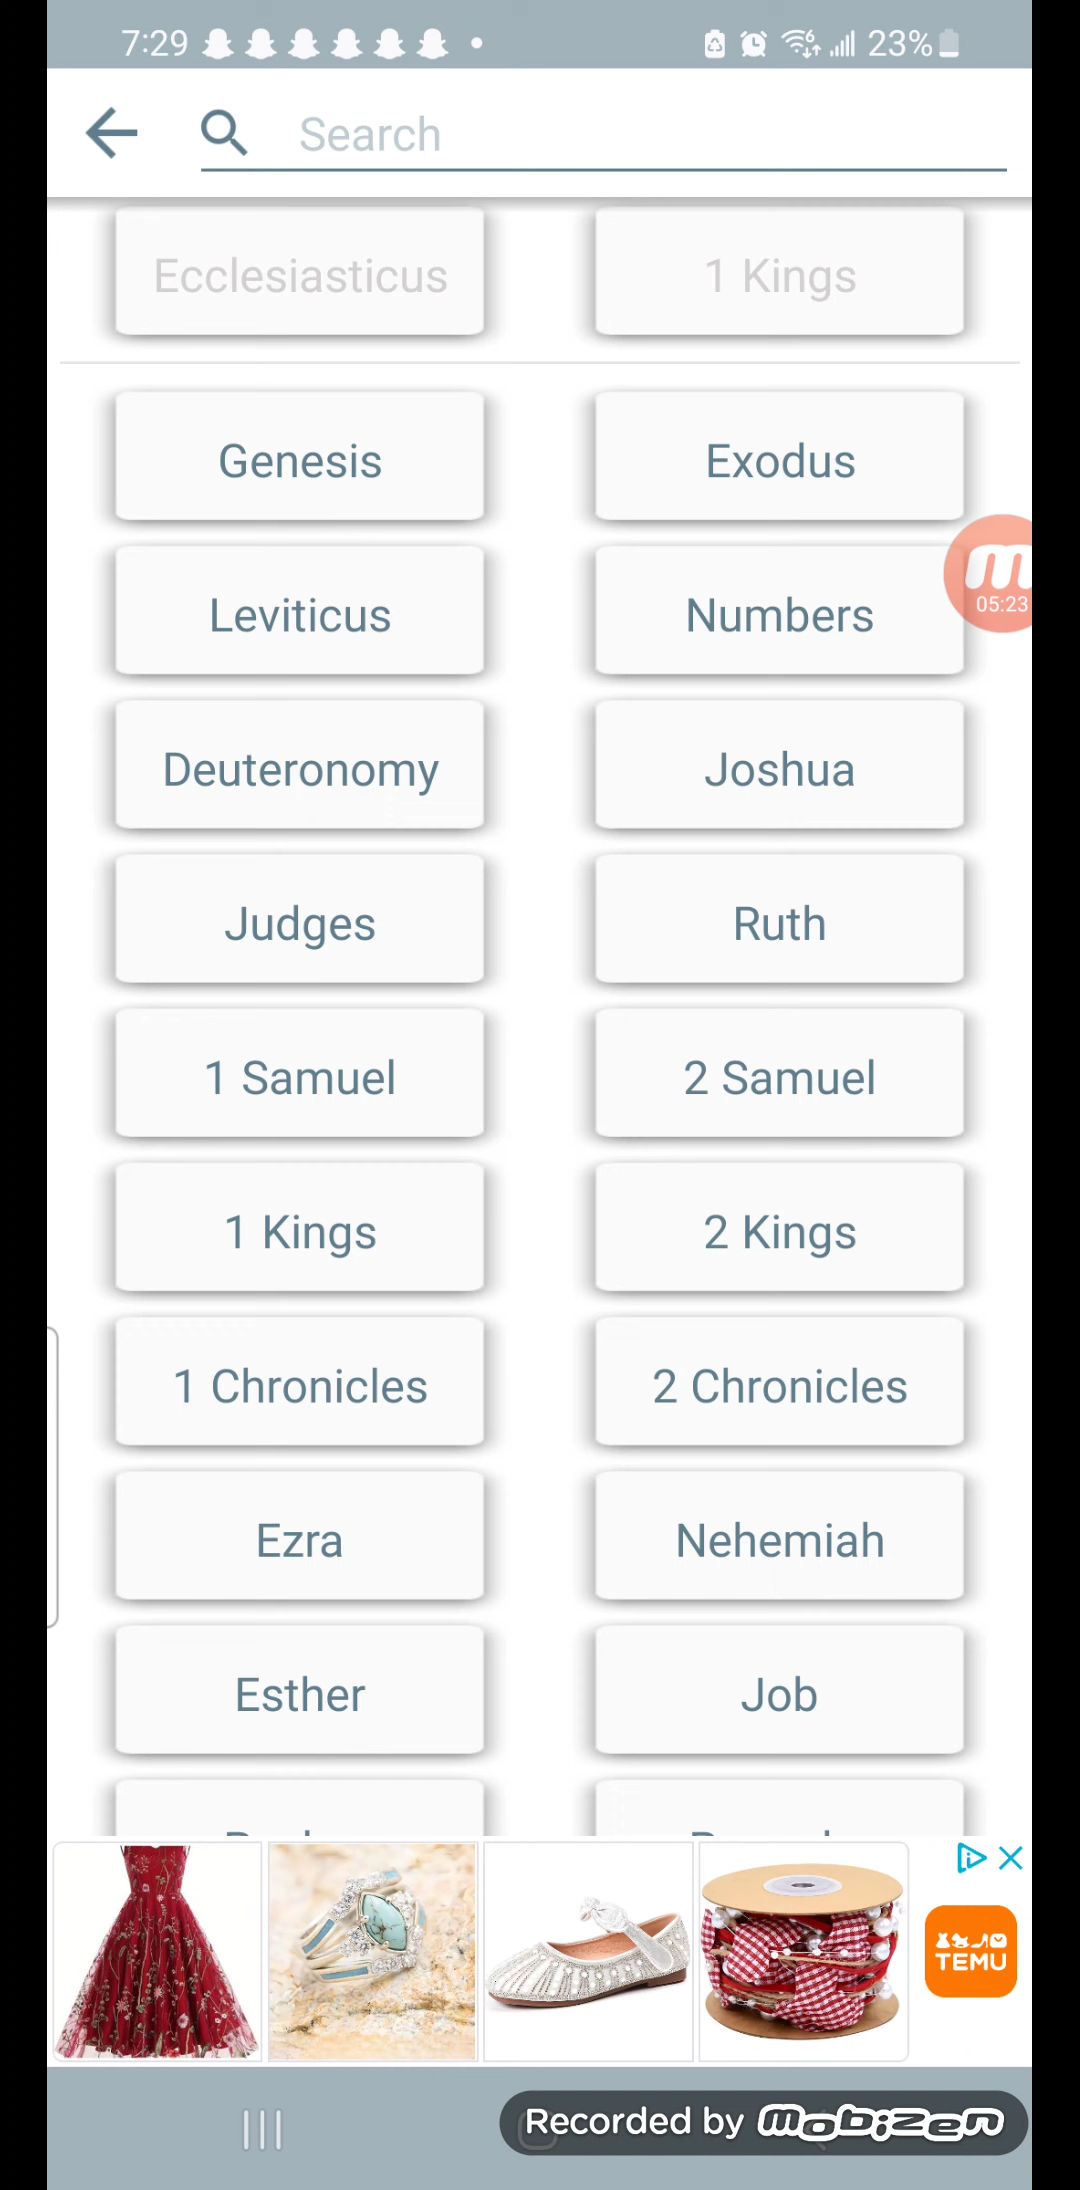 7:29 23%
Search
Ecclesiasticus 1 Kings
Genesis Exodus
Leviticus Numbers
05:23
Deuteronomy Joshua
Judges Ruth
1 Samuel 2 Samuel
1 Kings 2 Kings
1 Chronicles 2 Chronicles
Ezra Nehemiah
Esther Job
TEMU
Recorded by mobizen